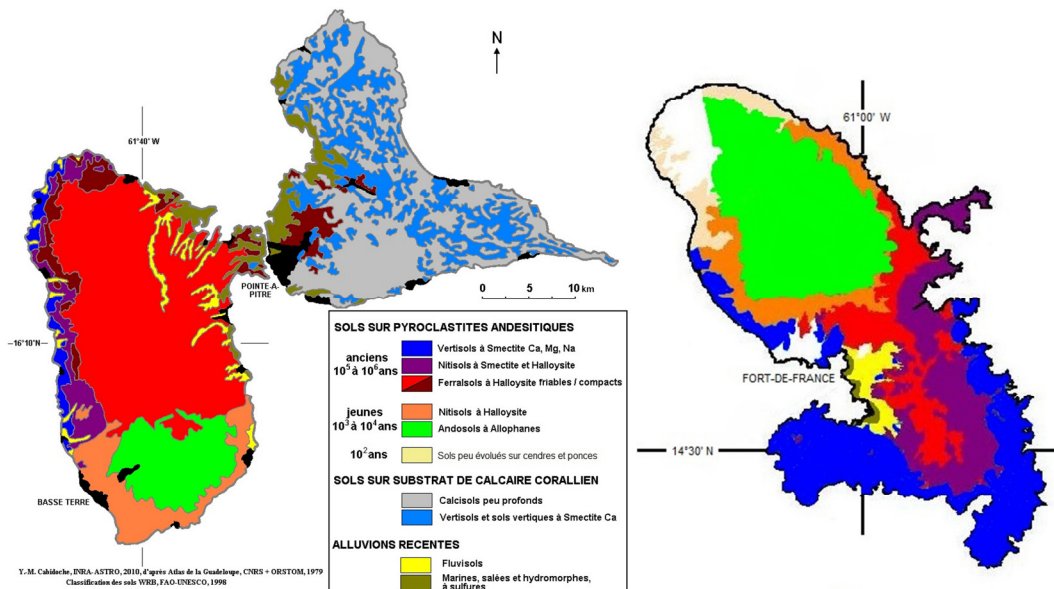 N
61°40' W
61°00' W
POINTE-A-
PITRE
0 5 10 km
16°10'N
SOLS SUR PYROCLASTITES ANDESITIQUES
anciens
10⁵ à 10⁶ans
Vertisols à Smectite Ca, Mg, Na
Nitisols à Smectite et Halloysite
Ferralsols à Halloysite friables / compacts
jeunes
10³ à 10⁴ans
Nitisols à Halloysite
Andosols à Allophanes
10² ans
Sols peu évolués sur cendres et ponces
SOLS SUR SUBSTRAT DE CALCAIRE CORALLIEN
Calcisols peu profonds
Vertisols et sols vertiques à Smectite Ca
ALLUVIONS RECENTES
Fluvisols
Marines, salées et hydromorphes,
à sulfures
FORT-DE-FRANCE
14°30' N
BASSE TERRE
Y.-M. Cabidoche, INRA-ASTRO, 2010, d'après Atlas de la Guadeloupe, CNRS + ORSTOM, 1979
Classification des sols WRB, FAO-UNESCO, 1998